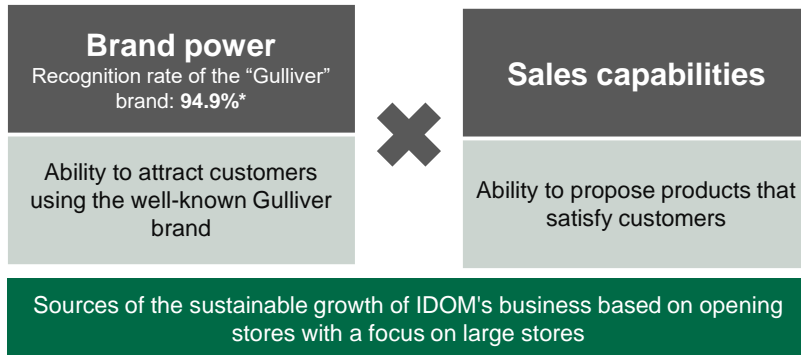 Brand power
Recognition rate of the “Gulliver”
brand: 94.9%*
Ability to attract customers
using the well-known Gulliver
brand
Sales capabilities
Ability to propose products that
satisfy customers
Sources of the sustainable growth of IDOM's business based on opening
stores with a focus on large stores